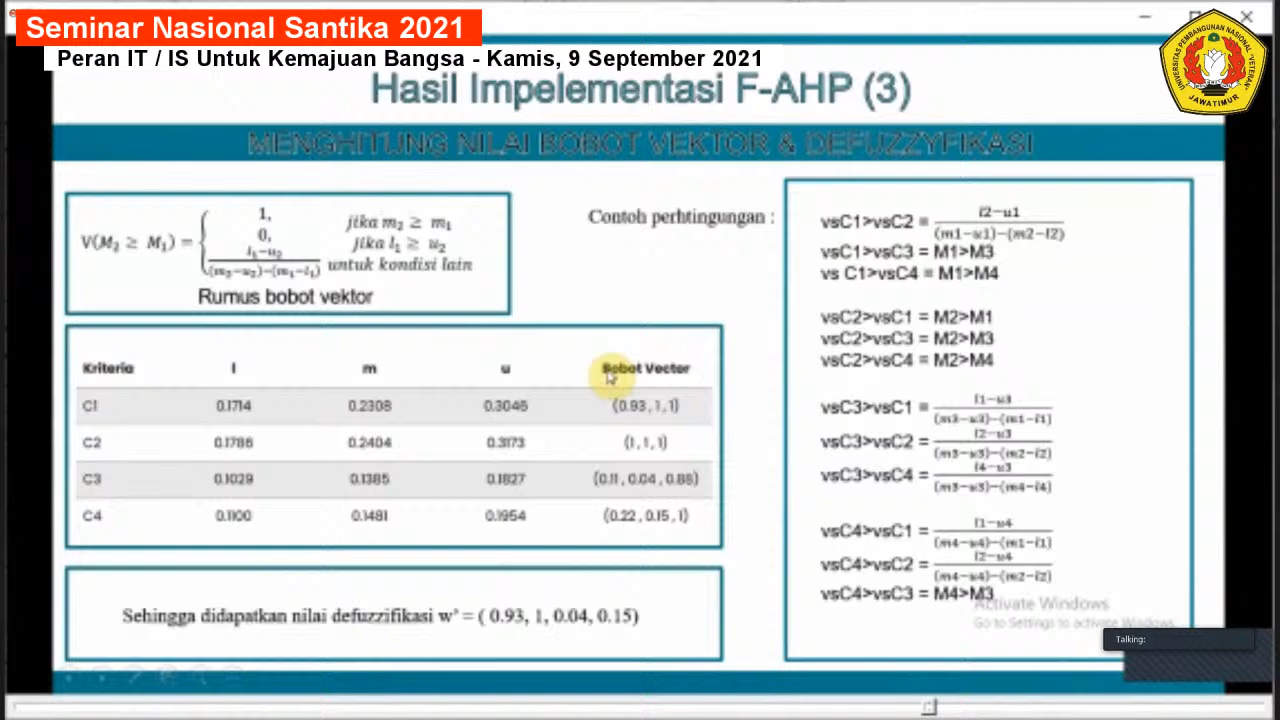 Seminar Nasional Santika 2021
Peran IT / IS Untuk Kemajuan Bangsa - Kamis, 9 September 2021
UNIVERSITAS PEMBANGUNAN NASIONAL "VETERAN"
JAWA TIMUR
Hasil Impelementasi F-AHP (3)
MENGHITUNG NILAI BOBOT VEKTOR & DEFUZZYFIKASI
V(M₂ ≥ M₁) = { 1, jika m₂ ≥ m₁
0, jika l₁ ≥ u₂
l₁−u₂ / (m₂−u₂)−(m₁−l₁) untuk kondisi lain
Rumus bobot vektor
Contoh perhtingungan :
Kriteria l m u Bobot Vector
C1 0.1714 0.2308 0.3046 (0.93 , 1 , 1)
C2 0.1786 0.2404 0.3173 (1 , 1 , 1)
C3 0.1029 0.1385 0.1827 (0.11 , 0.04 , 0.88)
C4 0.1100 0.1481 0.1954 (0.22 , 0.15 , 1)
Sehingga didapatkan nilai defuzzifikasi w' = ( 0.93, 1, 0.04, 0.15)
vsC1>vsC2 = l2−u1 / (m1−u1)−(m2−l2)
vsC1>vsC3 = M1>M3
vs C1>vsC4 = M1>M4
vsC2>vsC1 = M2>M1
vsC2>vsC3 = M2>M3
vsC2>vsC4 = M2>M4
vsC3>vsC1 = l1−u3 / (m3−u3)−(m1−l1)
vsC3>vsC2 = l2−u3 / (m3−u3)−(m2−l2)
vsC3>vsC4 = l4−u3 / (m3−u3)−(m4−l4)
vsC4>vsC1 = l1−u4 / (m4−u4)−(m1−l1)
vsC4>vsC2 = l2−u4 / (m4−u4)−(m2−l2)
vsC4>vsC3 = M4>M3
Activate Windows
Go to Settings to activate Windows.
Talking: